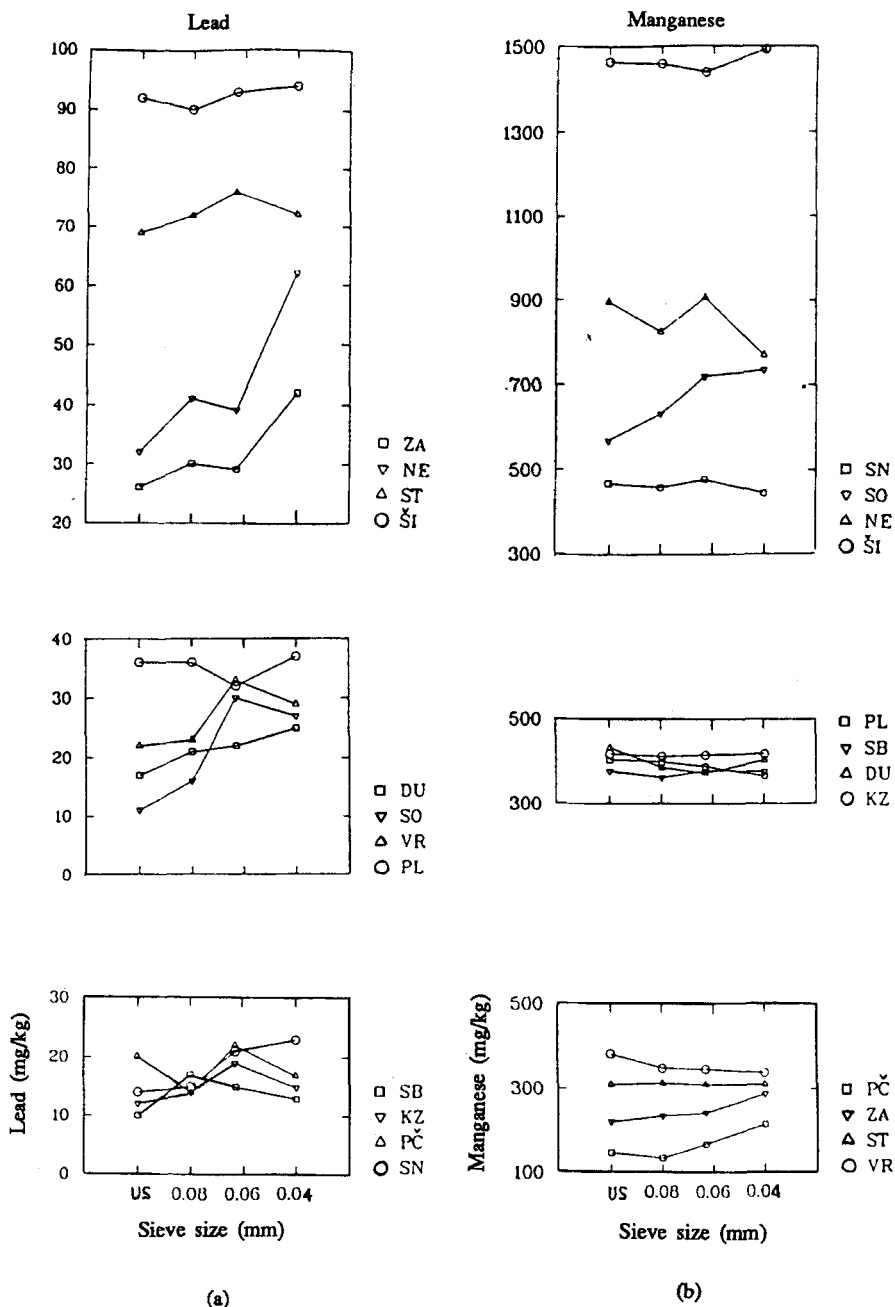 Lead
100
90
80
70
60
50
40
30
20
ZA
NE
ST
ŠI
40
30
20
10
0
DU
SO
VR
PL
Lead (mg/kg)
30
20
10
0
SB
KZ
PČ
SN
US 0.08 0.06 0.04
Sieve size (mm)
(a)
Manganese
1500
1300
1100
900
700
500
300
SN
SO
NE
ŠI
500
300
PL
SB
DU
KZ
Manganese (mg/kg)
500
300
100
PČ
ZA
ST
VR
US 0.08 0.06 0.04
Sieve size (mm)
(b)